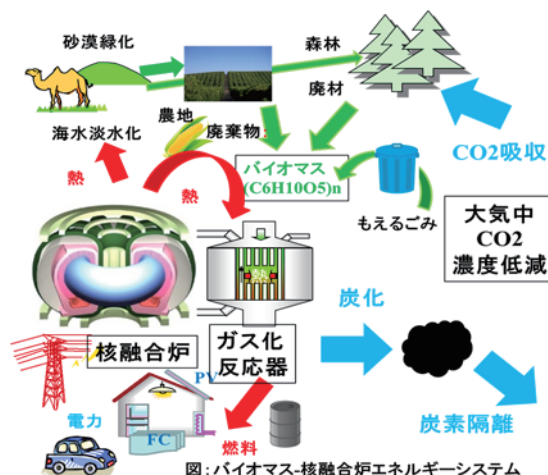 砂漠緑化
森林
農地
廃棄物
廃材
海水淡水化
CO2吸収
熱
熱
バイオマス
(C6H10O5)n
もえるごみ
大気中
CO2
濃度低減
熱
核融合炉
ガス化
反応器
炭化
PV
電力
FC
燃料
炭素隔離
図:バイオマス-核融合炉エネルギーシステム